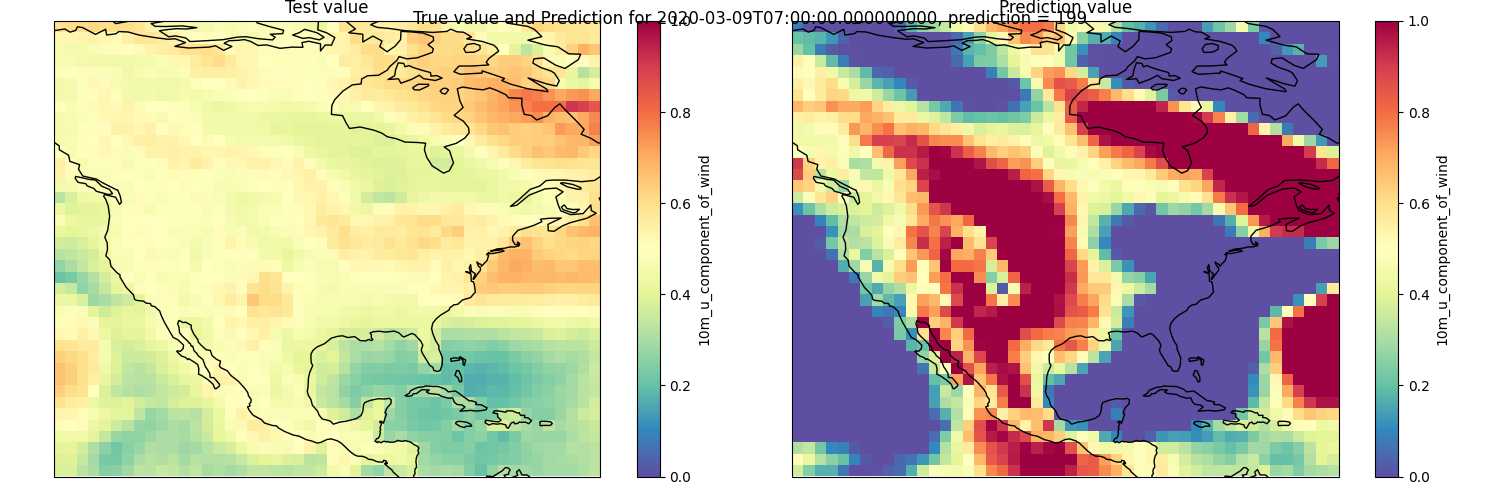 Test value
Prediction value
True value and Prediction for 2020-03-09T07:00:00.000000000, prediction = 199
1.0
0.8
0.6
0.4
0.2
0.0
10m_u_component_of_wind
1.0
0.8
0.6
0.4
0.2
0.0
10m_u_component_of_wind